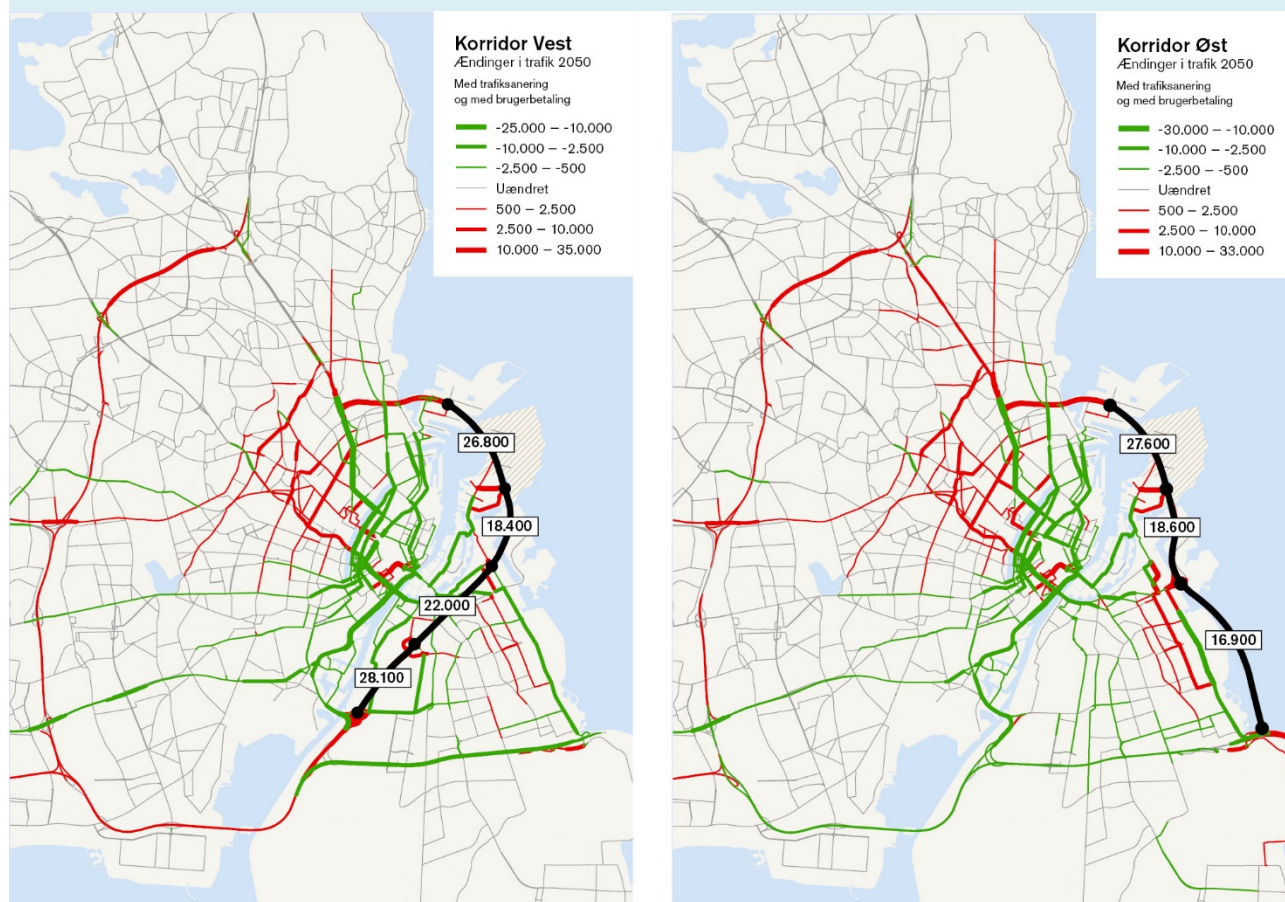 Korridor Vest
Ændinger i trafik 2050
Med trafiksanering
og med brugerbetaling
-25.000 – -10.000
-10.000 – -2.500
-2.500 – -500
Uændret
500 – 2.500
2.500 – 10.000
10.000 – 35.000
26.800
18.400
22.000
28.100
Korridor Øst
Ændinger i trafik 2050
Med trafiksanering
og med brugerbetaling
-30.000 – -10.000
-10.000 – -2.500
-2.500 – -500
Uændret
500 – 2.500
2.500 – 10.000
10.000 – 33.000
27.600
18.600
16.900